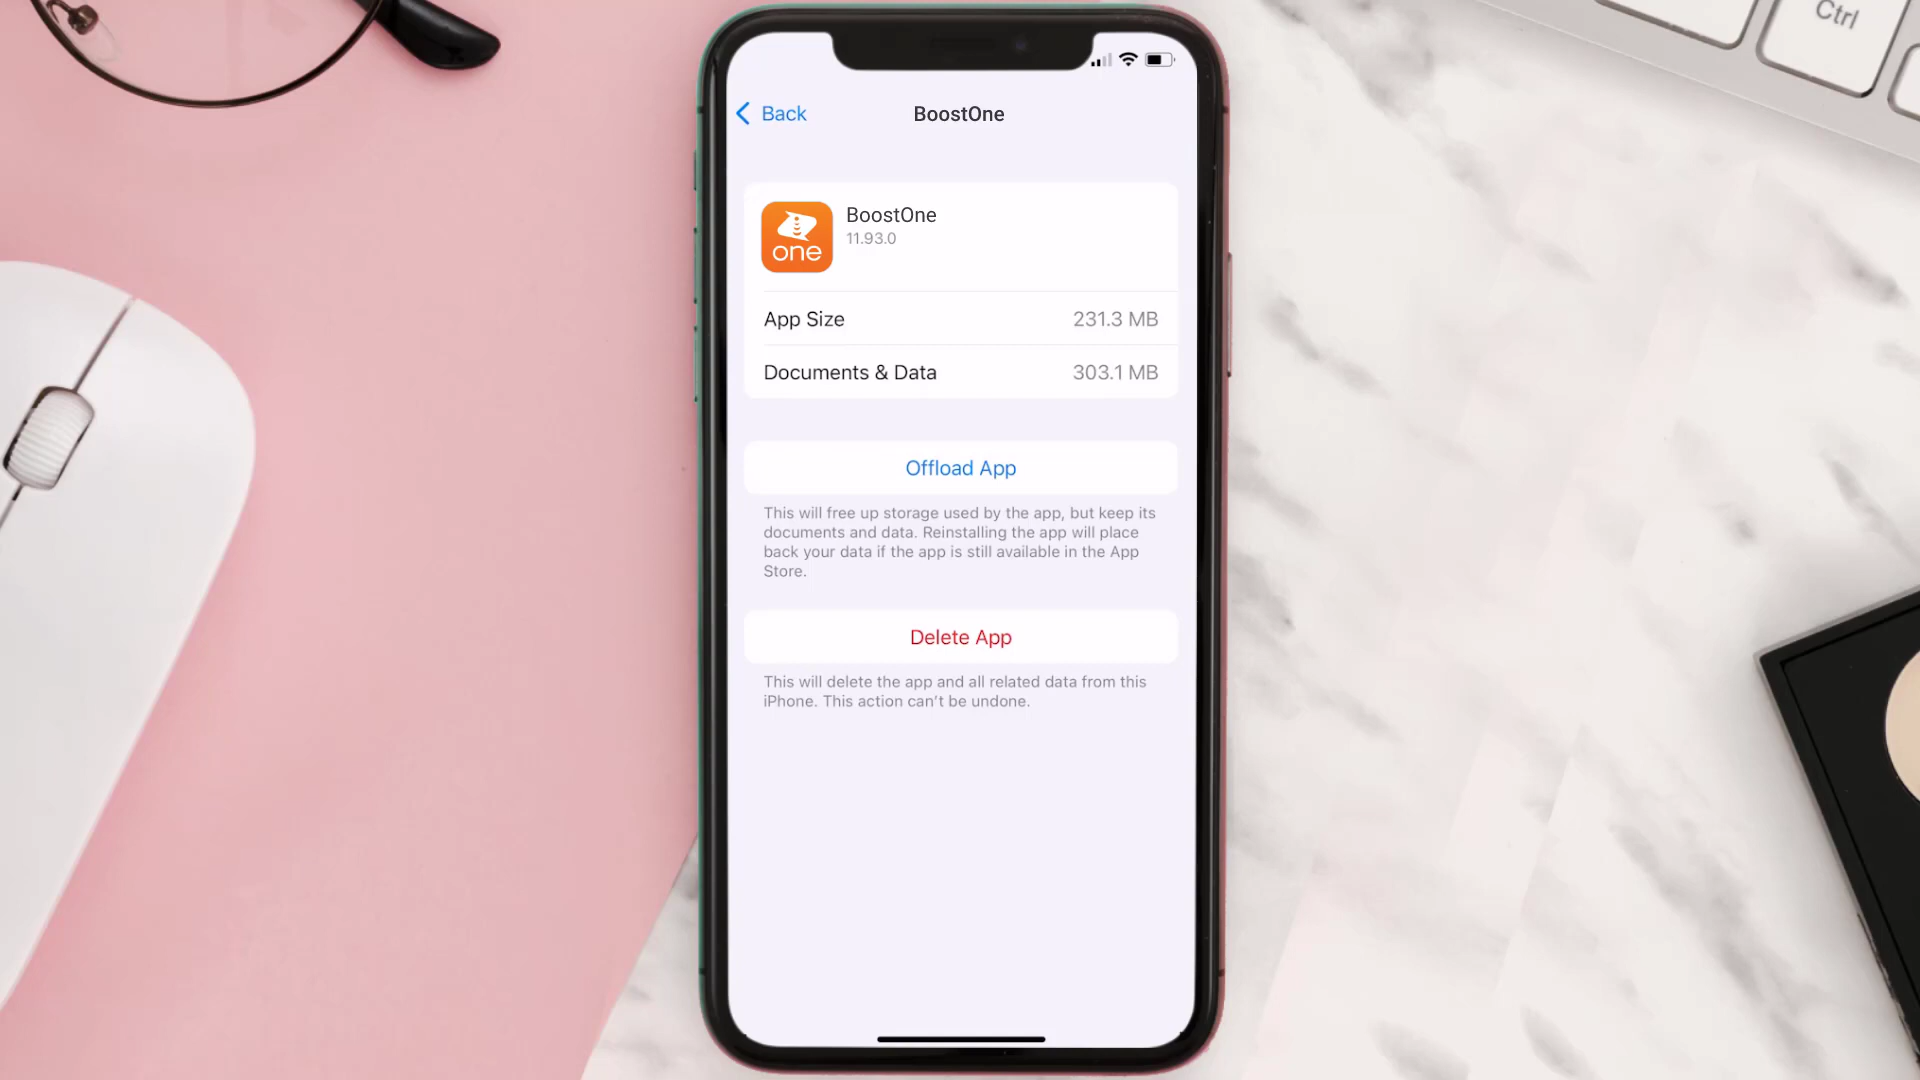 Ctrl
Back
BoostOne
one
BoostOne
11.93.0
App Size
231.3 MB
Documents & Data
303.1 MB
Offload App
This will free up storage used by the app, but keep its
documents and data. Reinstalling the app will place
back your data if the app is still available in the App
Store.
Delete App
This will delete the app and all related data from this
iPhone. This action can't be undone.